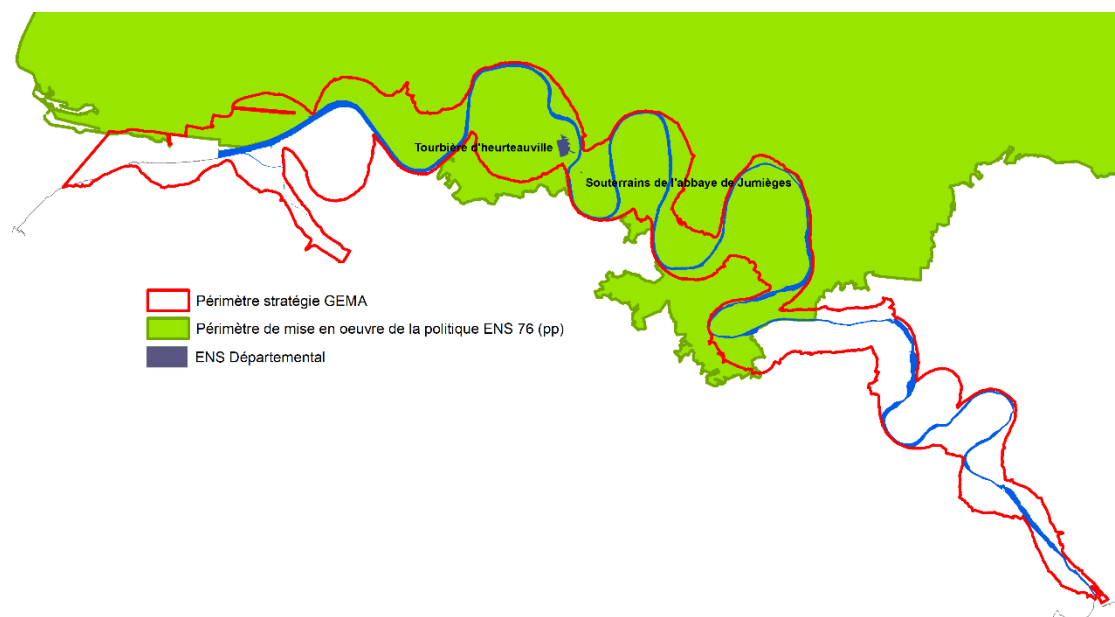 Tourbière d'heurteauville
Souterrains de l'abbaye de Jumièges
Périmètre stratégie GEMA
Périmètre de mise en oeuvre de la politique ENS 76 (pp)
ENS Départemental